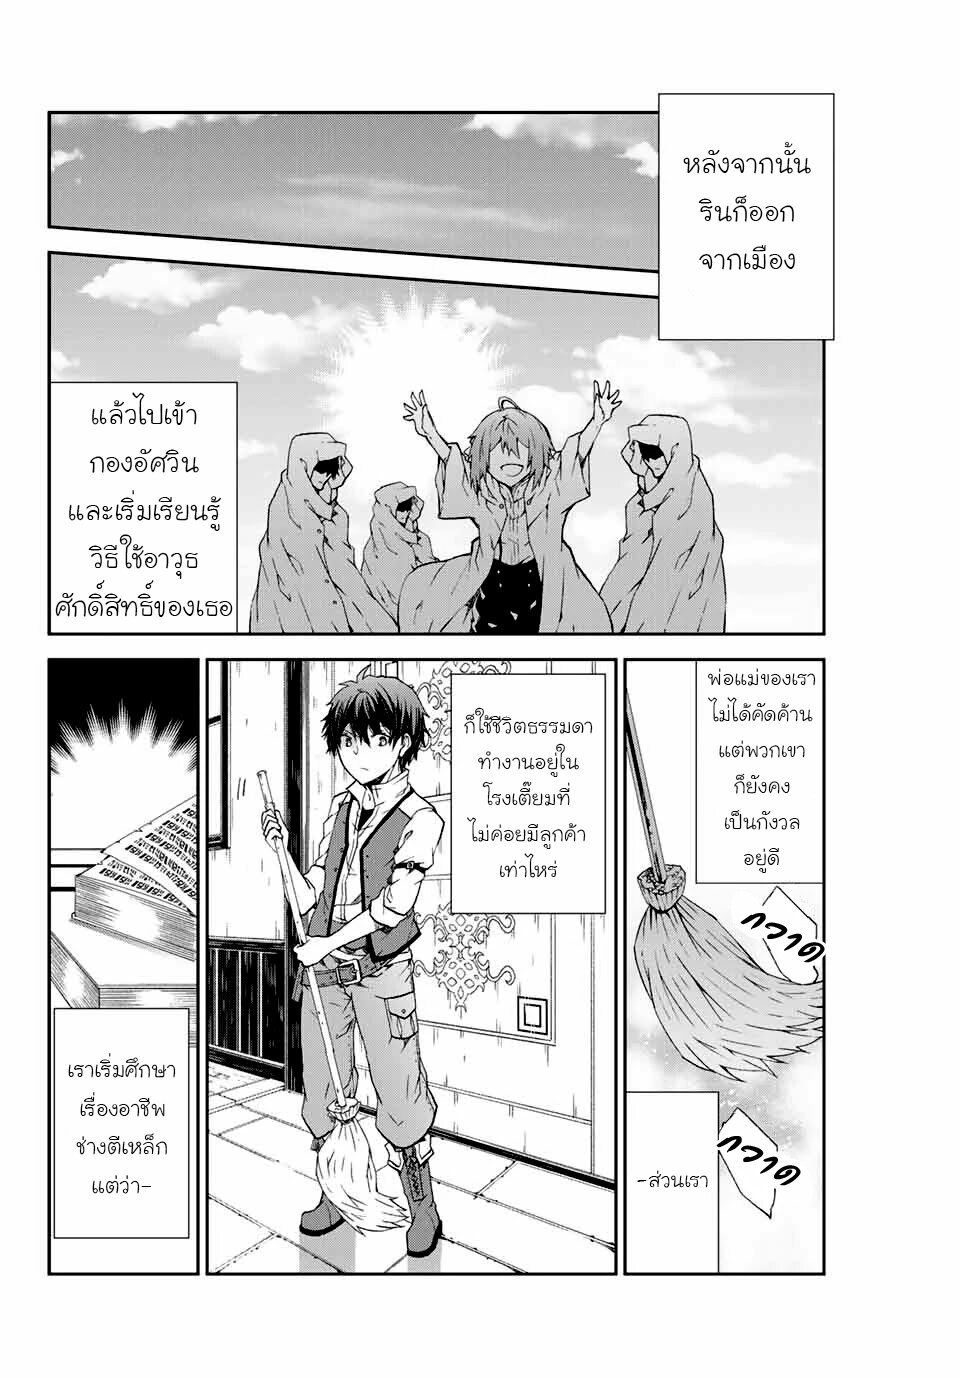 หลังจากนั้น
รินก็ออก
จากเมือง
แล้วไปเข้า
กองอัศวิน
และเริ่มเรียนรู้
วิธีใช้อาวุธ
ศักดิ์สิทธิ์ของเธอ
พ่อแม่ของเรา
ไม่ได้คัดค้าน
แต่พวกเขา
ก็ยังคง
เป็นกังวล
อยู่ดี
กวาด
กวาด
-ส่วนเรา
ก็ใช้ชีวิตธรรมดา
ทำงานอยู่ใน
โรงเตี๊ยมที่
ไม่ค่อยมีลูกค้า
เท่าไหร่
เราเริ่มศึกษา
เรื่องอาชีพ
ช่างตีเหล็ก
แต่ว่า-